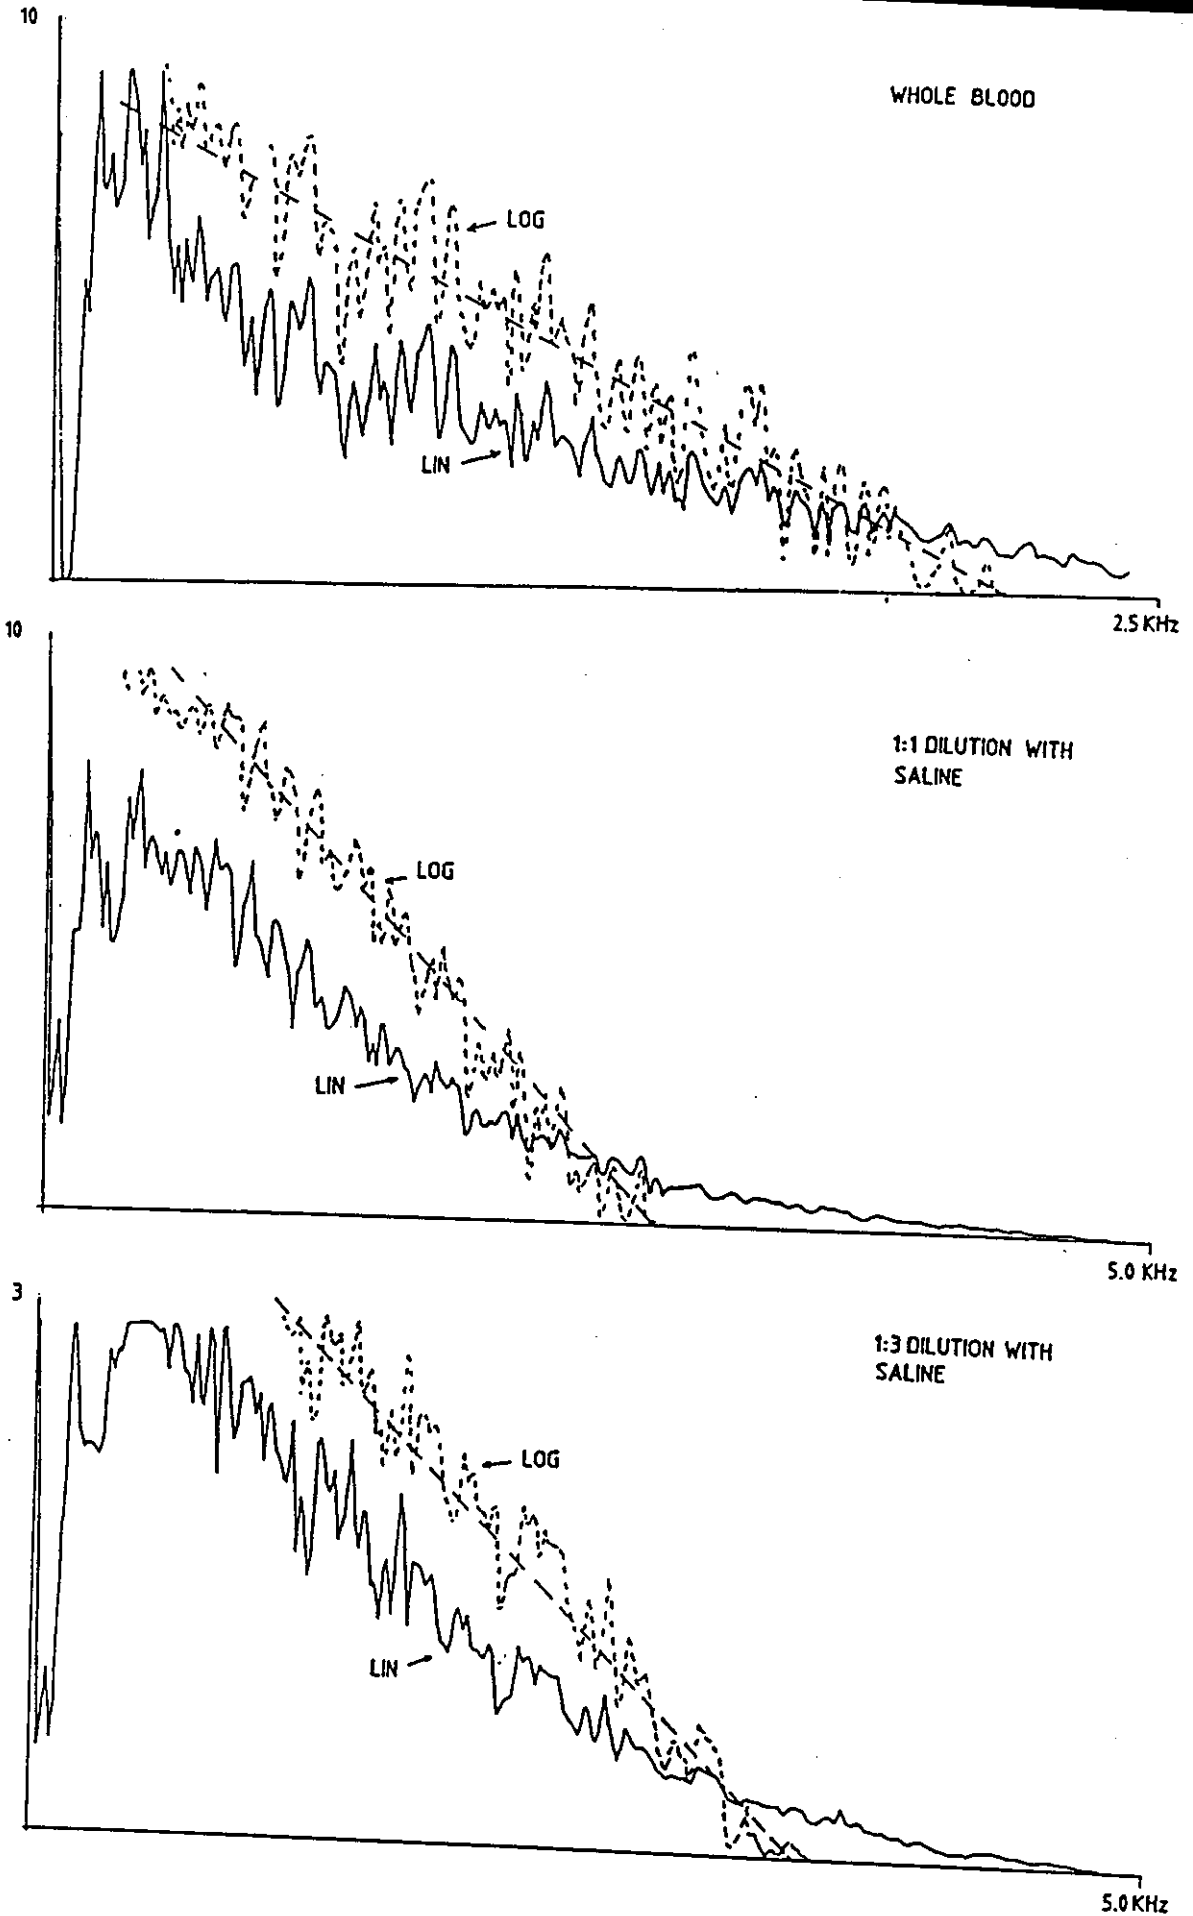 10
WHOLE BLOOD
LOG
LIN
2.5 KHz
10
1:1 DILUTION WITH
SALINE
LOG
LIN
5.0 KHz
3
1:3 DILUTION WITH
SALINE
LOG
LIN
5.0 KHz